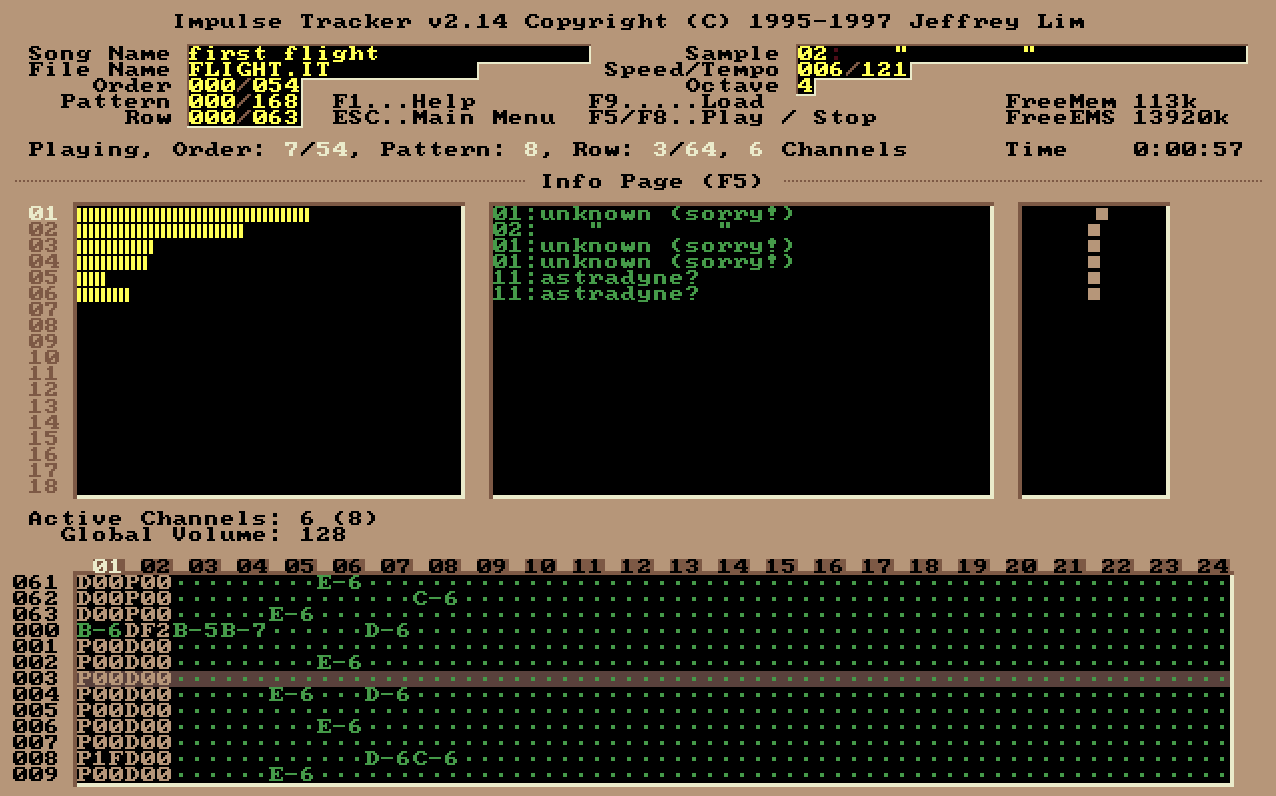 Impulse Tracker v2.14 Copyright (C) 1995-1997 Jeffrey Lim
Song Name first flight Sample 02: " "
File Name FLIGHT.IT Speed/Tempo 006/121
Order 000/054 Octave 4
Pattern 000/168 F1...Help F9.....Load FreeMem 113k
Row 000/063 ESC..Main Menu F5/F8..Play / Stop FreeEMS 13920k
Playing, Order: 7/54, Pattern: 8, Row: 3/64, 6 Channels Time 0:00:57
Info Page (F5)
01 01:unknown (sorry!)
02 02: " "
03 01:unknown (sorry!)
04 01:unknown (sorry!)
05 11:astradyne?
06 11:astradyne?
07
08
09
10
11
12
13
14
15
16
17
18
Active Channels: 6 (8)
Global Volume: 128
01 02 03 04 05 06 07 08 09 10 11 12 13 14 15 16 17 18 19 20 21 22 23 24
061 D00P00 E-6
062 D00P00 C-6
063 D00P00 E-6
000 B-6DF2B-5B-7 D-6
001 P00D00
002 P00D00 E-6
003 P00D00
004 P00D00 E-6 D-6
005 P00D00
006 P00D00 E-6
007 P00D00
008 P1FD00 D-6C-6
009 P00D00 E-6